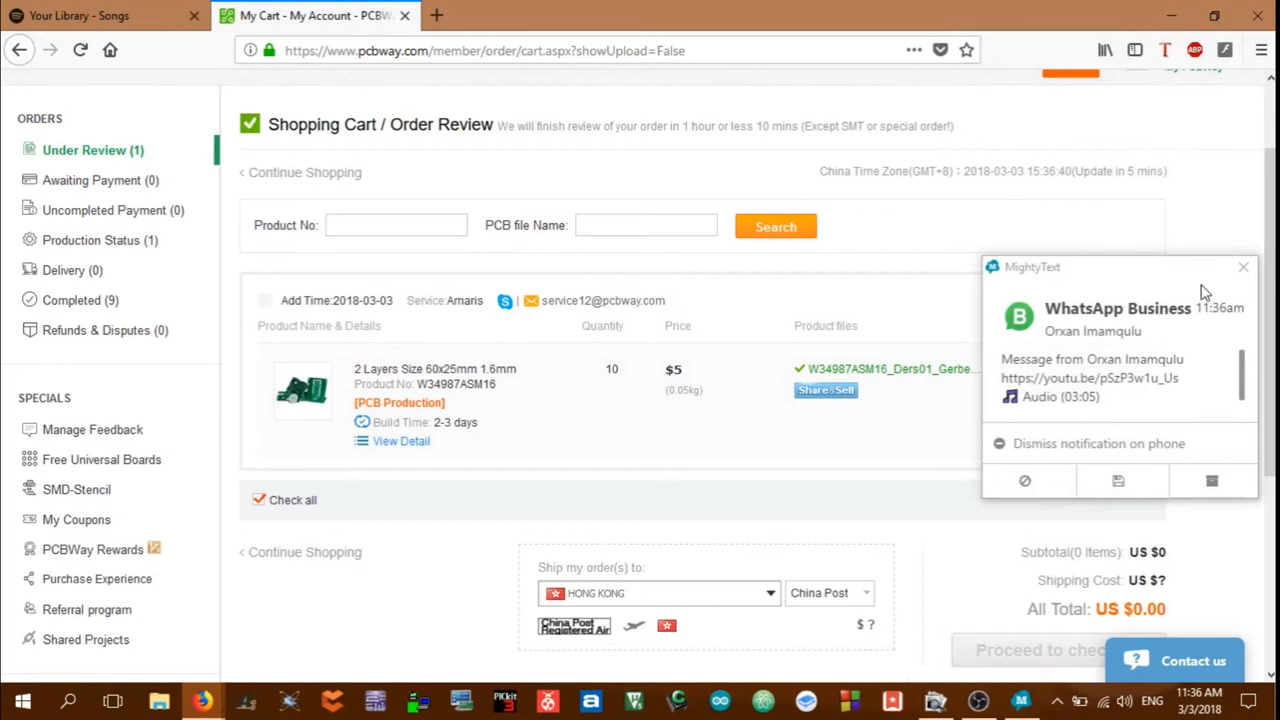 Your Library - Songs
My Cart - My Account - PCBW
https://www.pcbway.com/member/order/cart.aspx?showUpload=False
ORDERS
Under Review (1)
Awaiting Payment (0)
Uncompleted Payment (0)
Production Status (1)
Delivery (0)
Completed (9)
Refunds & Disputes (0)
SPECIALS
Manage Feedback
Free Universal Boards
SMD-Stencil
My Coupons
PCBWay Rewards
Purchase Experience
Referral program
Shared Projects
Shopping Cart / Order Review We will finish review of your order in 1 hour or less 10 mins (Except SMT or special order!)
< Continue Shopping
China Time Zone(GMT+8) : 2018-03-03 15:36:40(Update in 5 mins)
Product No:
PCB file Name:
Search
Add Time:2018-03-03 Service:Amaris | service12@pcbway.com
Product Name & Details Quantity Price Product files
2 Layers Size 60x25mm 1.6mm 10 $5 W34987ASM16_Ders01_Gerbe...
Product No: W34987ASM16 (0.05kg) Share&Sell
[PCB Production]
Build Time: 2-3 days
View Detail
Check all
< Continue Shopping
Ship my order(s) to:
HONG KONG China Post
China Post
Registered Air
$ ?
Subtotal(0 Items): US $0
Shipping Cost: US $?
All Total: US $0.00
Proceed to chec
Contact us
MightyText
WhatsApp Business 11:36am
Orxan Imamqulu
Message from Orxan Imamqulu
https://youtu.be/pSzP3w1u_Us
Audio (03:05)
Dismiss notification on phone
ABP
PICkit
3
ENG
11:36 AM
3/3/2018